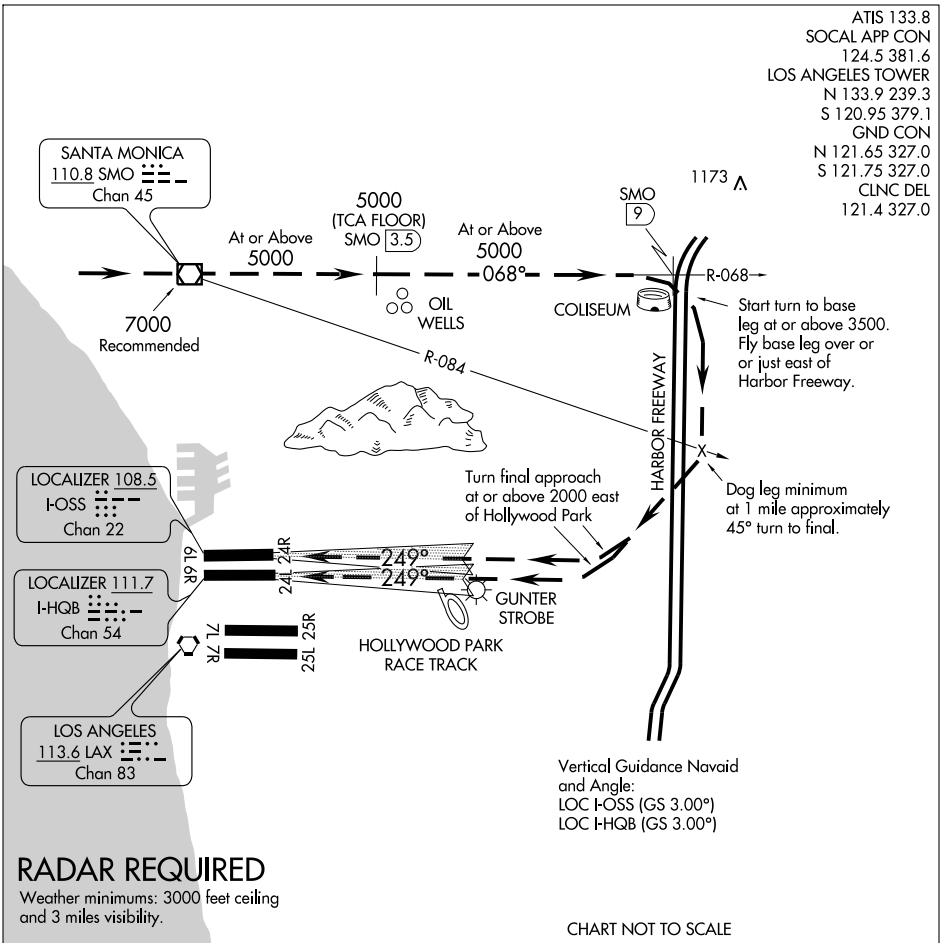 ATIS 133.8
SOCAL APP CON
124.5 381.6
LOS ANGELES TOWER
N 133.9 239.3
S 120.95 379.1
GND CON
N 121.65 327.0
S 121.75 327.0
CLNC DEL
121.4 327.0
SANTA MONICA
110.8 SMO
Chan 45
1173
SMO
9
5000
(TCA FLOOR)
SMO 3.5
At or Above
5000
At or Above
5000
068°
R-068
7000
Recommended
OIL
WELLS
COLISEUM
Start turn to base
leg at or above 3500.
Fly base leg over or
or just east of
Harbor Freeway.
R-084
HARBOR FREEWAY
X
LOCALIZER 108.5
I-OSS
Chan 22
Turn final approach
at or above 2000 east
of Hollywood Park
Dog leg minimum
at 1 mile approximately
45° turn to final.
6L
24R
249°
6R
24L
249°
LOCALIZER 111.7
I-HQB
Chan 54
GUNTER
STROBE
7L
25R
7R
25L
HOLLYWOOD PARK
RACE TRACK
LOS ANGELES
113.6 LAX
Chan 83
Vertical Guidance Navaid
and Angle:
LOC I-OSS (GS 3.00°)
LOC I-HQB (GS 3.00°)
RADAR REQUIRED
Weather minimums: 3000 feet ceiling
and 3 miles visibility.
CHART NOT TO SCALE